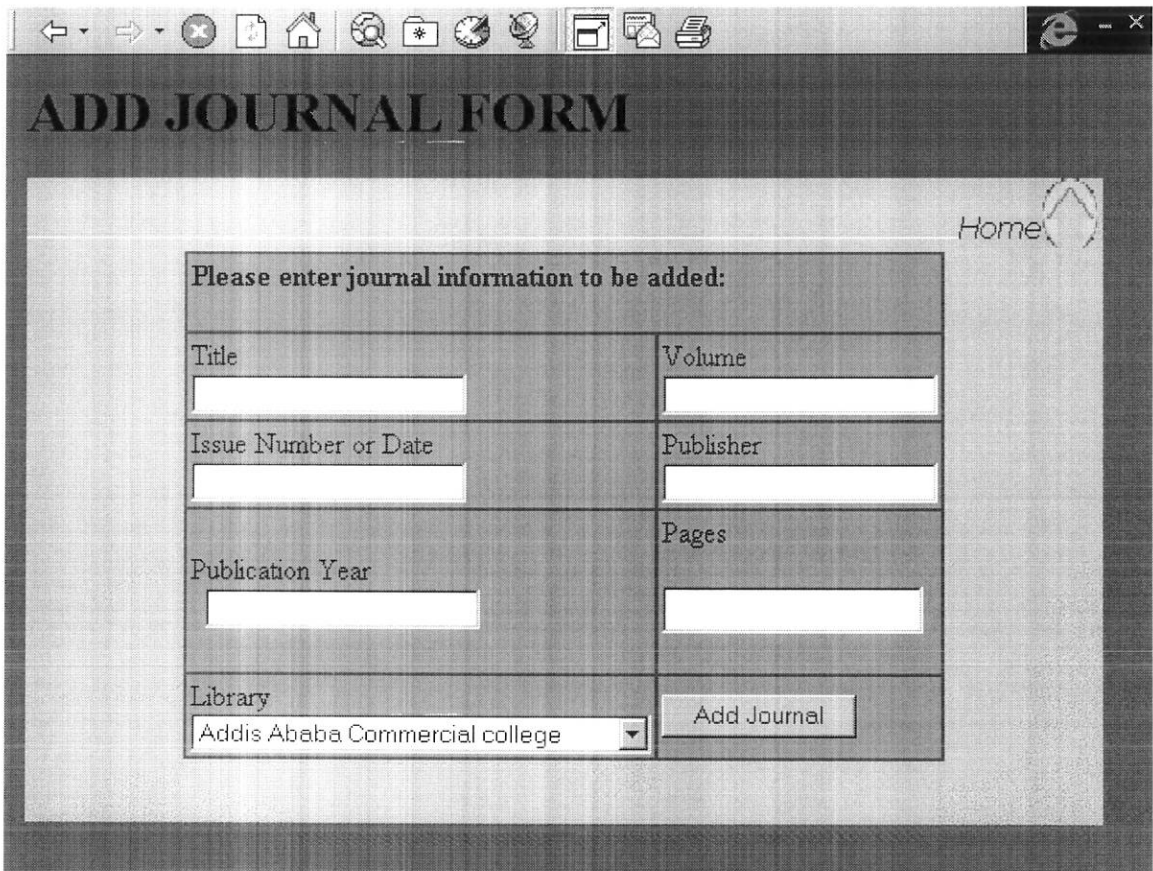 ADD JOURNAL FORM
Home
Please enter journal information to be added:
Title
Volume
Issue Number or Date
Publisher
Publication Year
Pages
Library
Addis Ababa Commercial college
Add Journal